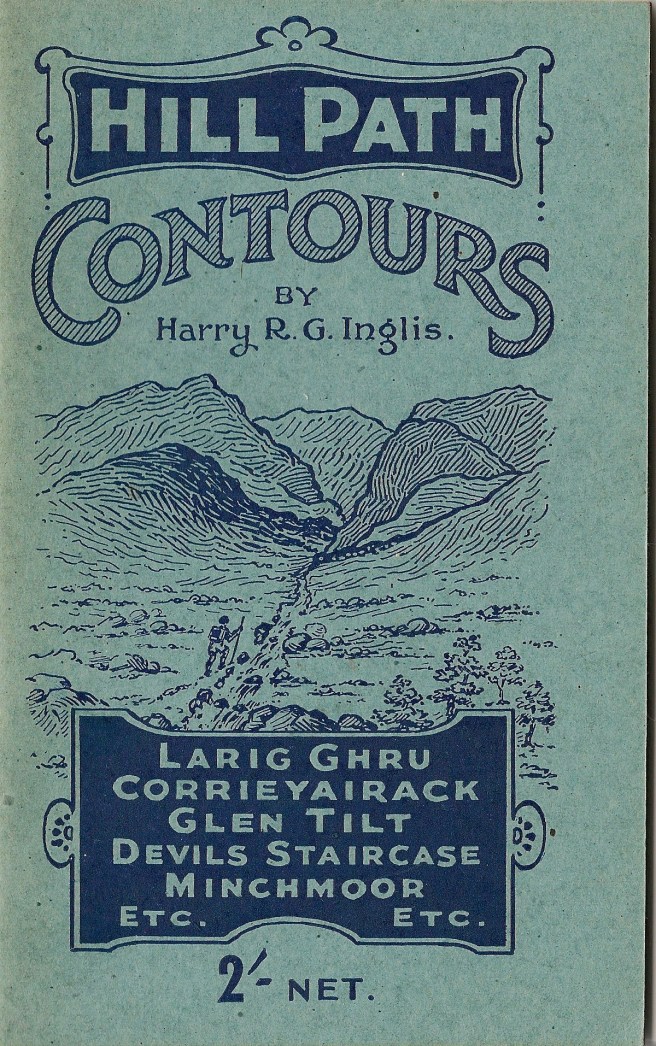 HILL PATH
CONTOURS
BY
Harry R. G. Inglis.
LARIG GHRU
CORRIEYAIRACK
GLEN TILT
DEVILS STAIRCASE
MINCHMOOR
ETC. ETC.
2/- NET.